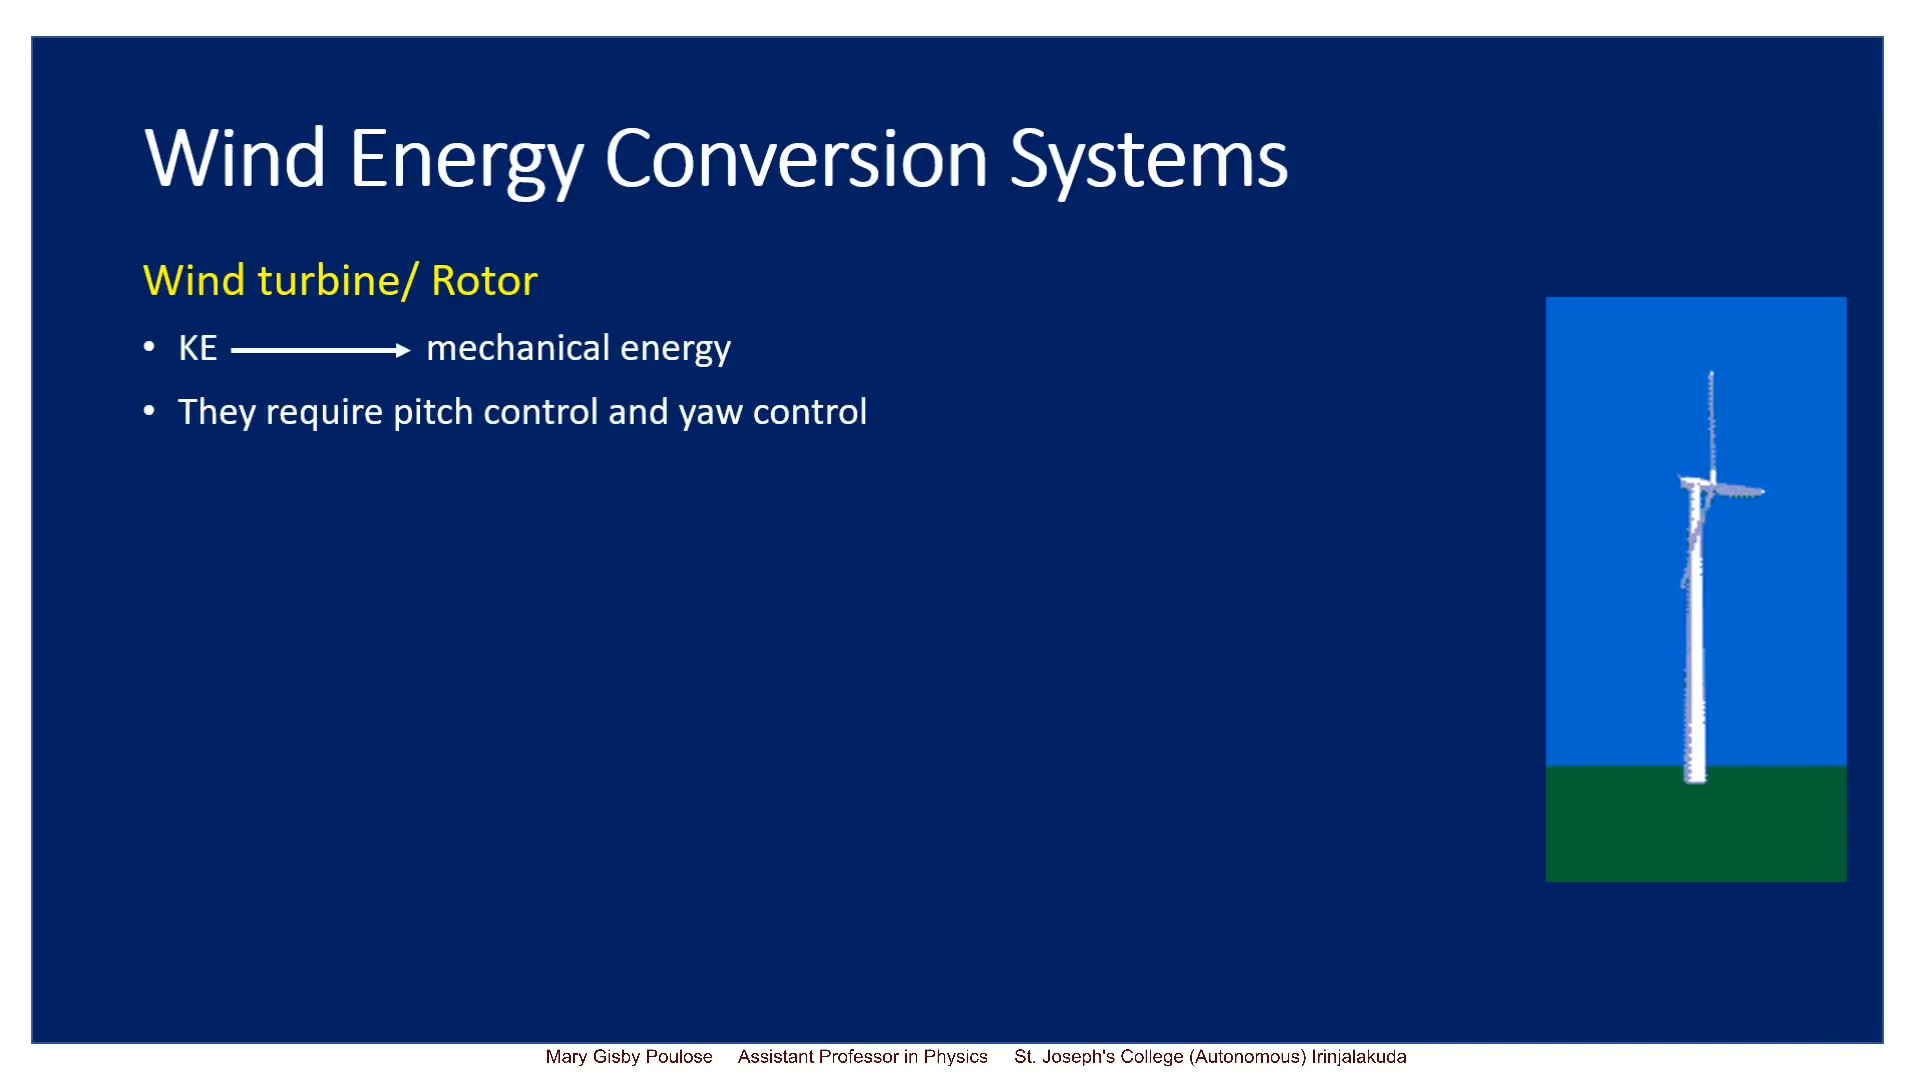 Wind Energy Conversion Systems
Wind turbine/ Rotor
• KE → mechanical energy
• They require pitch control and yaw control
Mary Gisby Poulose Assistant Professor in Physics St. Joseph's College (Autonomous) Irinjalakuda